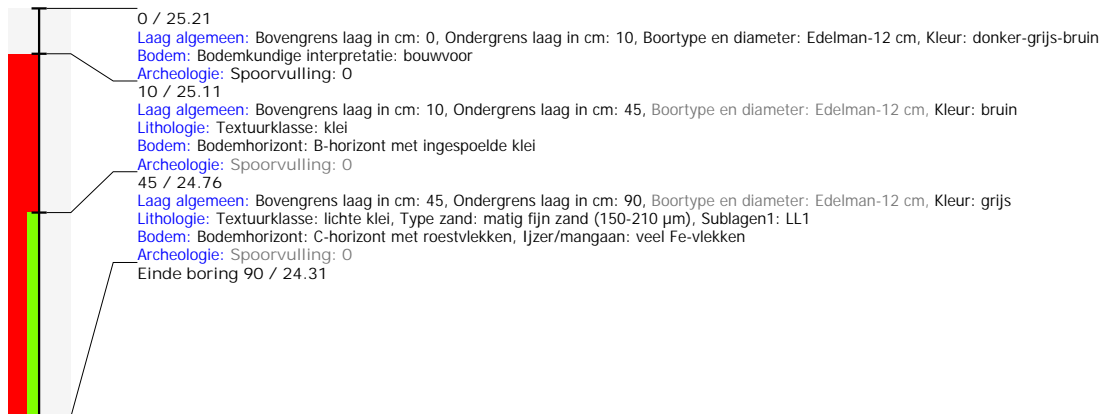 0 / 25.21
Laag algemeen: Bovengrens laag in cm: 0, Ondergrens laag in cm: 10, Boortype en diameter: Edelman-12 cm, Kleur: donker-grijs-bruin
Bodem: Bodemkundige interpretatie: bouwvoor
Archeologie: Spoorvulling: 0
10 / 25.11
Laag algemeen: Bovengrens laag in cm: 10, Ondergrens laag in cm: 45, Boortype en diameter: Edelman-12 cm, Kleur: bruin
Lithologie: Textuurklasse: klei
Bodem: Bodemhorizont: B-horizont met ingespoelde klei
Archeologie: Spoorvulling: 0
45 / 24.76
Laag algemeen: Bovengrens laag in cm: 45, Ondergrens laag in cm: 90, Boortype en diameter: Edelman-12 cm, Kleur: grijs
Lithologie: Textuurklasse: lichte klei, Type zand: matig fijn zand (150-210 µm), Sublagen1: LL1
Bodem: Bodemhorizont: C-horizont met roestvlekken, Ijzer/mangaan: veel Fe-vlekken
Archeologie: Spoorvulling: 0
Einde boring 90 / 24.31